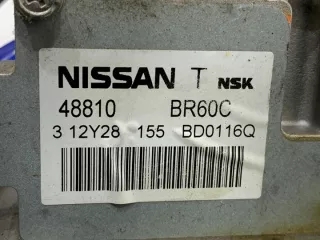 NISSAN T NSK
48810 BR60C
3 12Y28 155 BD0116Q